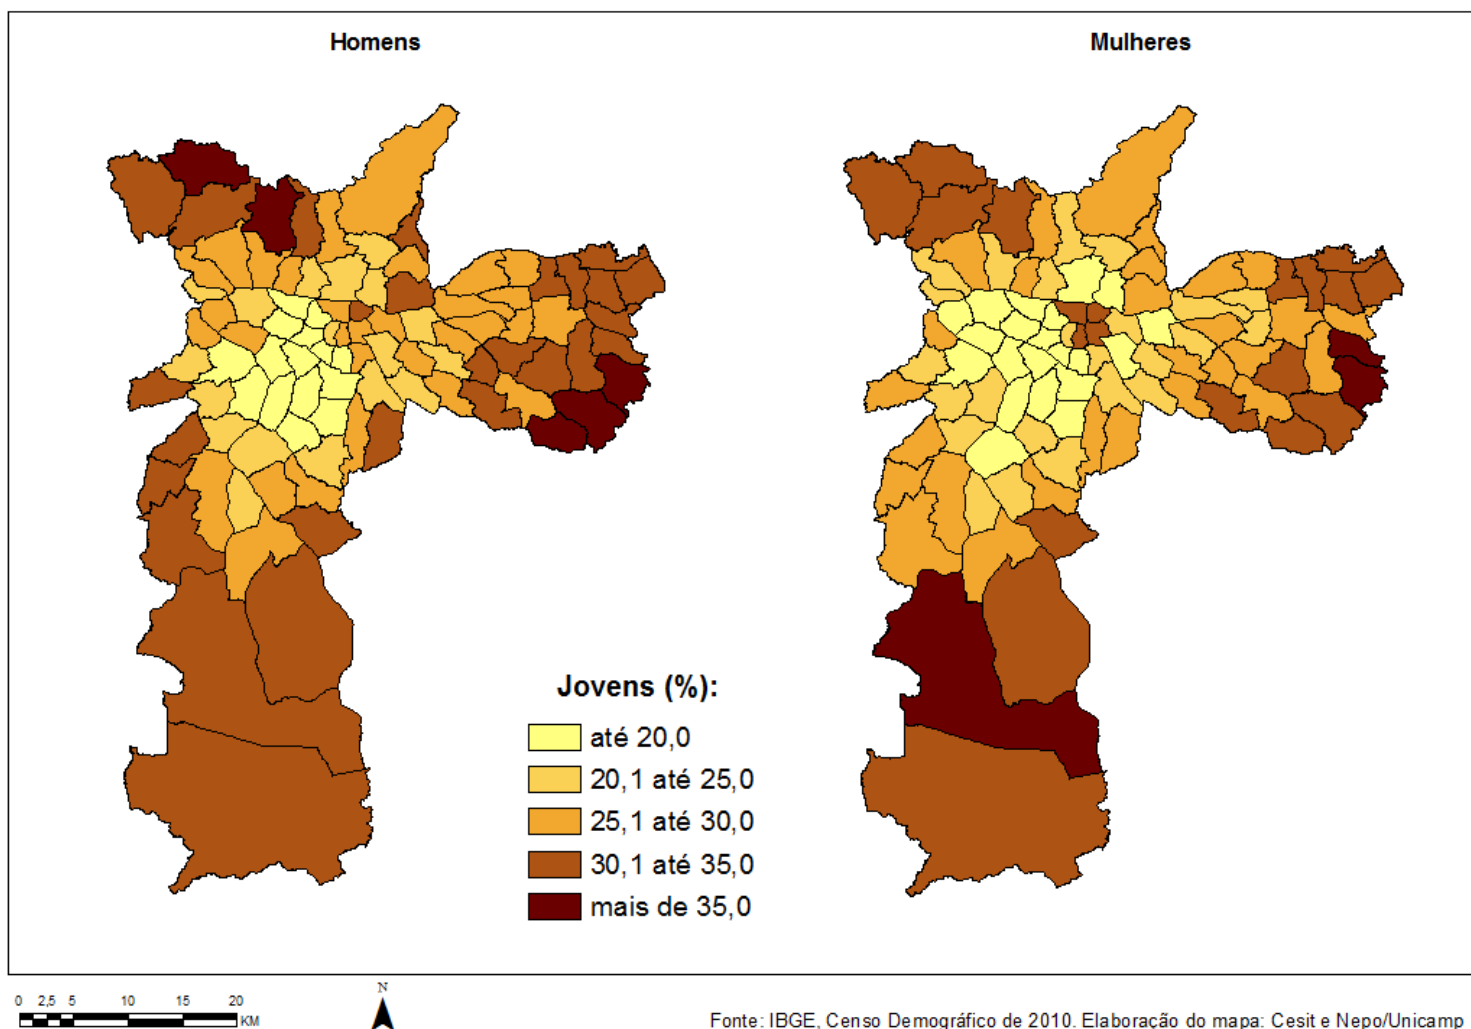 Homens
Mulheres
Jovens (%):
até 20,0
20,1 até 25,0
25,1 até 30,0
30,1 até 35,0
mais de 35,0
0 2,5 5 10 15 20
KM
N
Fonte: IBGE, Censo Demográfico de 2010. Elaboração do mapa: Cesit e Nepo/Unicamp